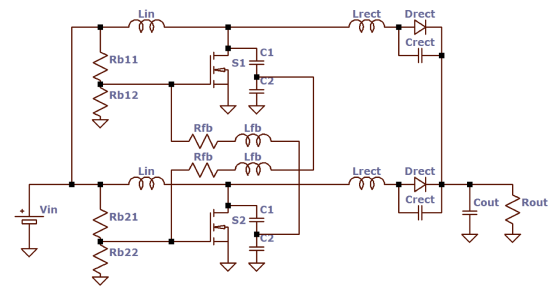 Lin
Lrect
Drect
Rb11
S1
C1
Crect
Rb12
C2
Rfb
Lfb
Rfb
Lfb
Lin
Lrect
Drect
Vin
Rb21
S2
C1
Crect
Cout
Rout
Rb22
C2